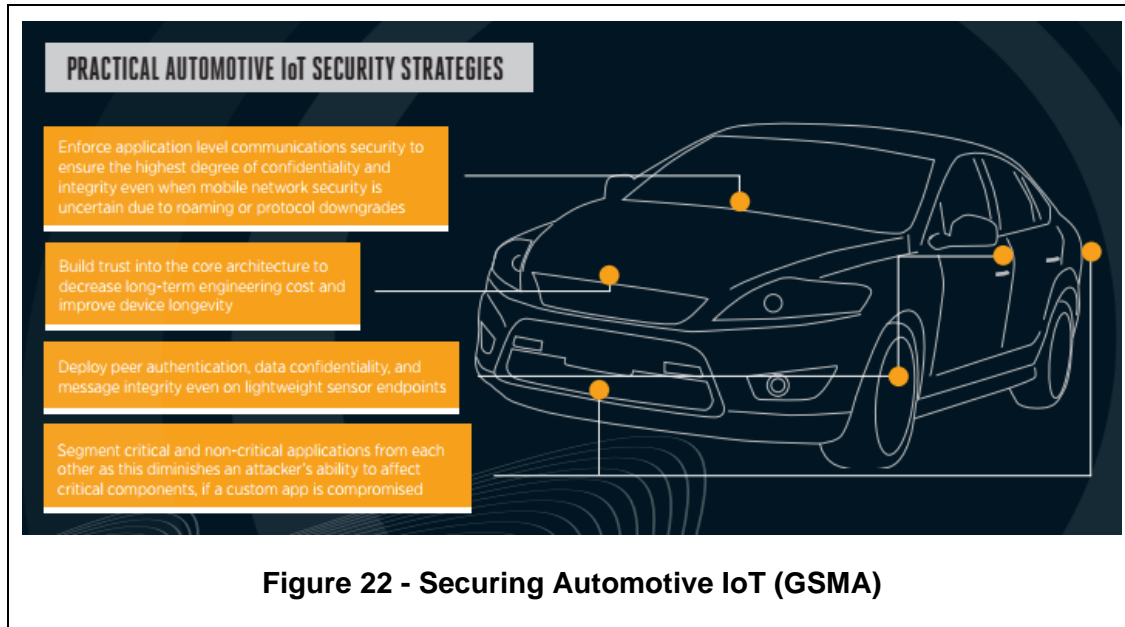 PRACTICAL AUTOMOTIVE IoT SECURITY STRATEGIES
Enforce application level communications security to
ensure the highest degree of confidentiality and
integrity even when mobile network security is
uncertain due to roaming or protocol downgrades
Build trust into the core architecture to
decrease long-term engineering cost and
improve device longevity
Deploy peer authentication, data confidentiality, and
message integrity even on lightweight sensor endpoints
Segment critical and non-critical applications from each
other as this diminishes an attacker's ability to affect
critical components, if a custom app is compromised
Figure 22 - Securing Automotive IoT (GSMA)